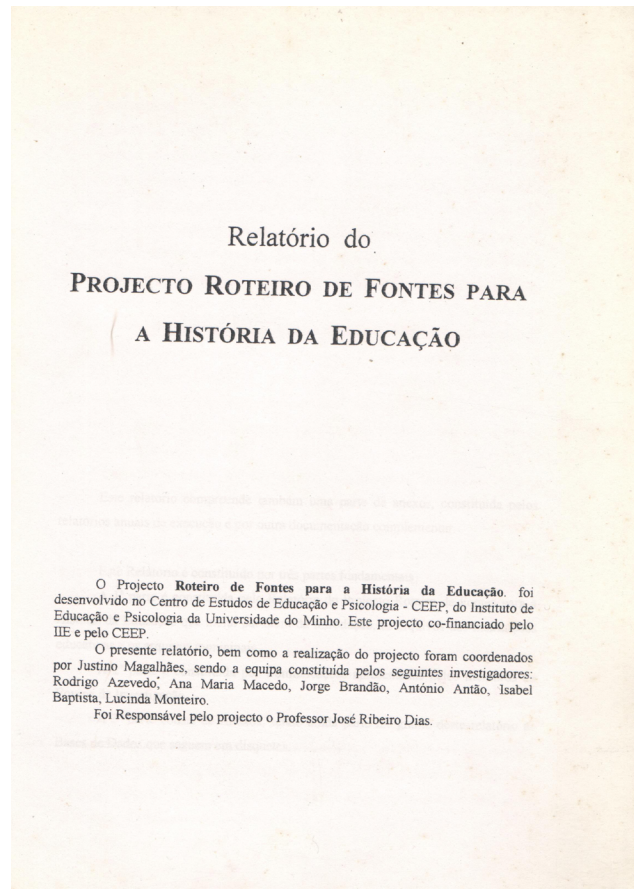 Relatório do
PROJECTO ROTEIRO DE FONTES PARA
A HISTÓRIA DA EDUCAÇÃO
O Projecto Roteiro de Fontes para a História da Educação. foi
desenvolvido no Centro de Estudos de Educação e Psicologia - CEEP, do Instituto de
Educação e Psicologia da Universidade do Minho. Este projecto co-financiado pelo
IIE e pelo CEEP.
O presente relatório, bem como a realização do projecto foram coordenados
por Justino Magalhães, sendo a equipa constituida pelos seguintes investigadores:
Rodrigo Azevedo, Ana Maria Macedo, Jorge Brandão, António Antão, Isabel
Baptista, Lucinda Monteiro.
Foi Responsável pelo projecto o Professor José Ribeiro Dias.